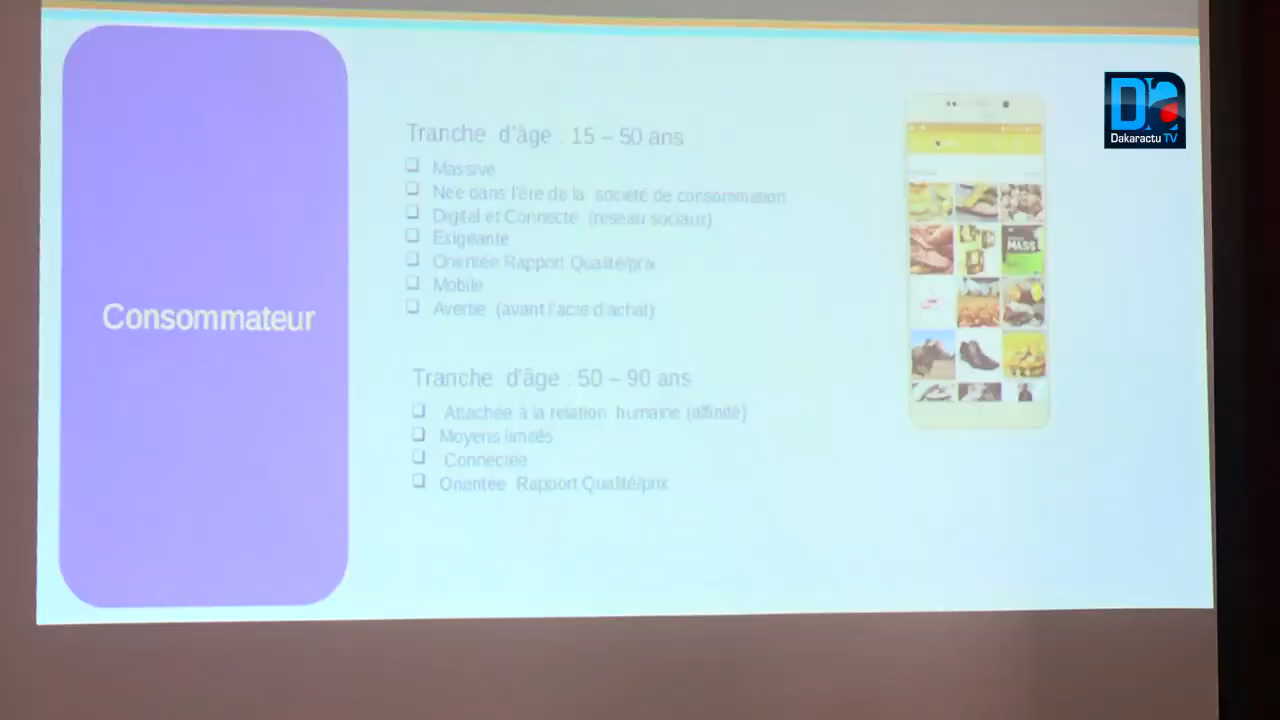 Dakaractu TV
Consommateur
Tranche d'âge : 15 – 50 ans
❑ Massive
❑ Née dans l'ère de la société de consommation
❑ Digital et Connecté (réseau sociaux)
❑ Exigeante
❑ Orientée Rapport Qualité/prix
❑ Mobile
❑ Avertie (avant l'acte d'achat)
Tranche d'âge : 50 – 90 ans
❑ Attachée à la relation humaine (affinité)
❑ Moyens limités
❑ Connectée
❑ Orientée Rapport Qualité/prix
MASS